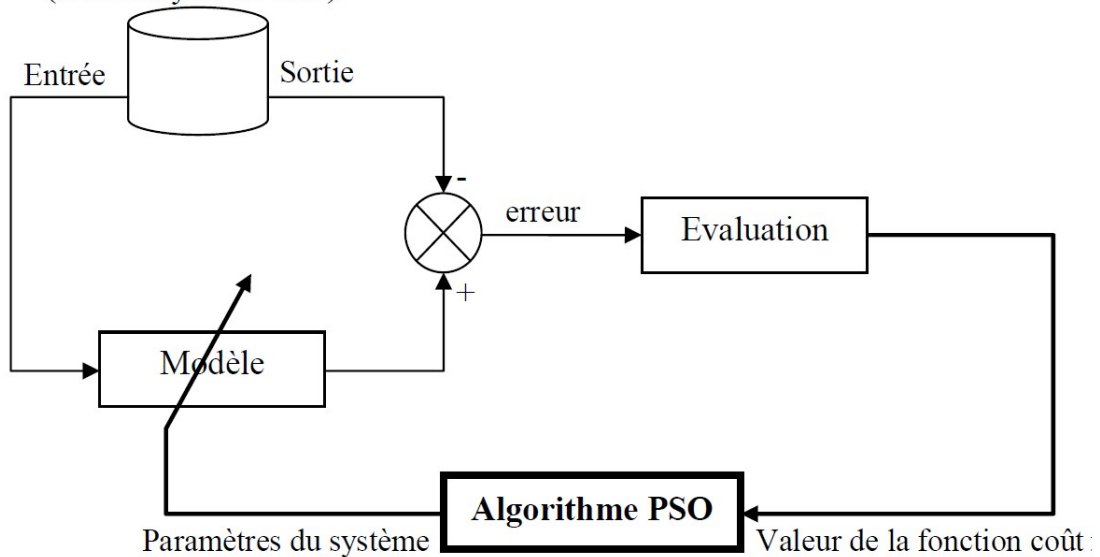 Entrée
Sortie
-
erreur
Evaluation
+
Modèle
Algorithme PSO
Paramètres du système
Valeur de la fonction coût